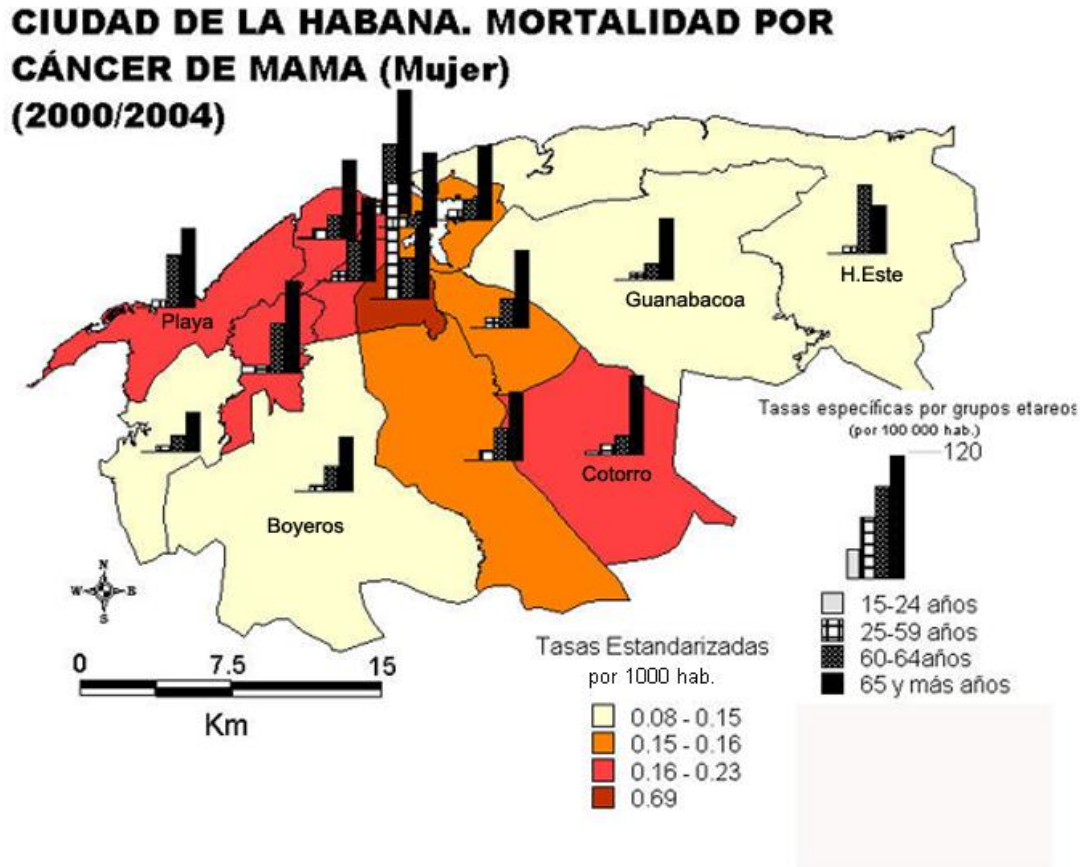 CIUDAD DE LA HABANA. MORTALIDAD POR
CÁNCER DE MAMA (Mujer)
(2000/2004)
H.Este
Guanabacoa
Playa
Cotorro
Boyeros
Tasas específicas por grupos etareos
(por 100 000 hab.)
120
15-24 años
25-59 años
60-64años
65 y más años
N
W
E
S
0 7.5 15
Km
Tasas Estandarizadas
por 1000 hab.
0.08 - 0.15
0.15 - 0.16
0.16 - 0.23
0.69